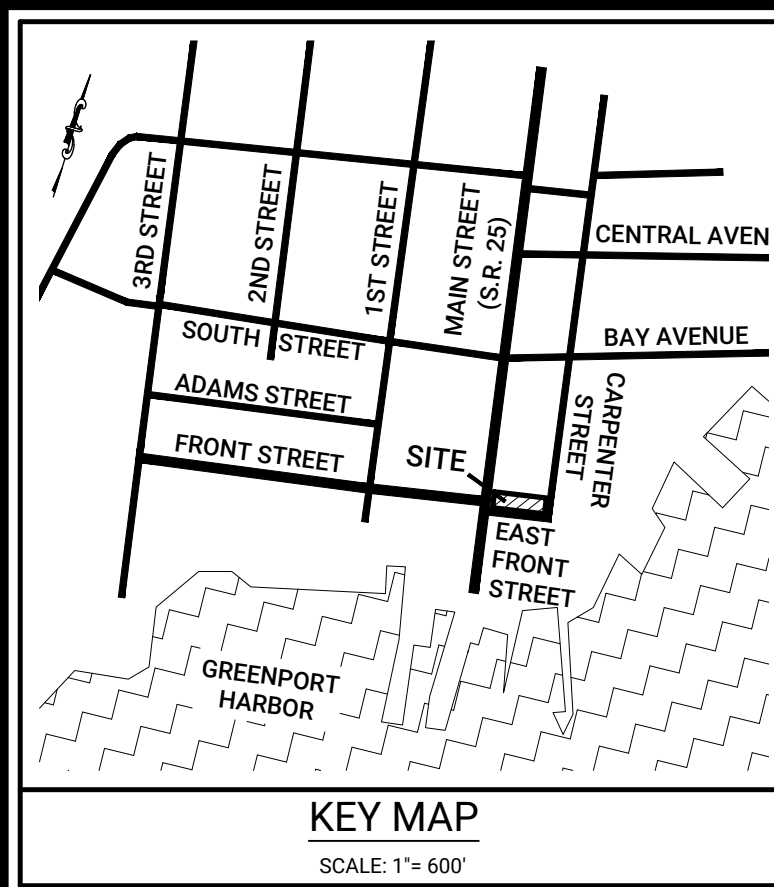 3RD STREET
2ND STREET
1ST STREET
MAIN STREET
(S.R. 25)
CENTRAL AVEN
BAY AVENUE
SOUTH STREET
ADAMS STREET
FRONT STREET
CARPENTER
STREET
SITE
EAST
FRONT
STREET
GREENPORT
HARBOR
KEY MAP
SCALE: 1"= 600'